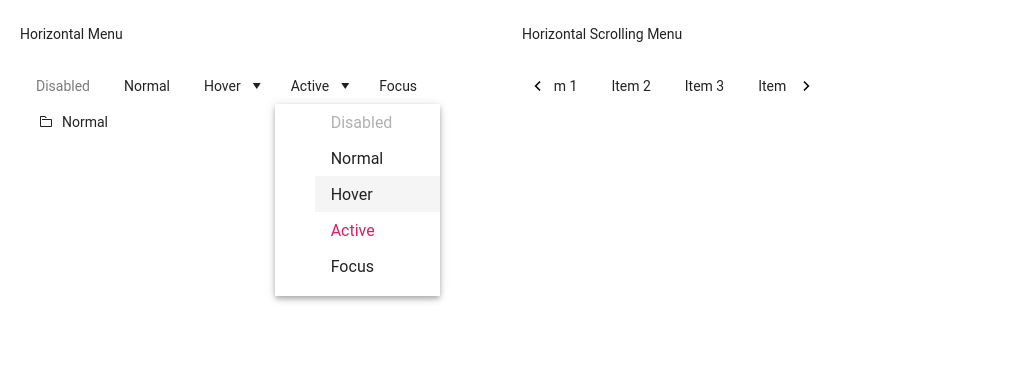 Horizontal Menu
Disabled Normal Hover Active Focus
Normal
Disabled
Normal
Hover
Active
Focus
Horizontal Scrolling Menu
m 1 Item 2 Item 3 Item